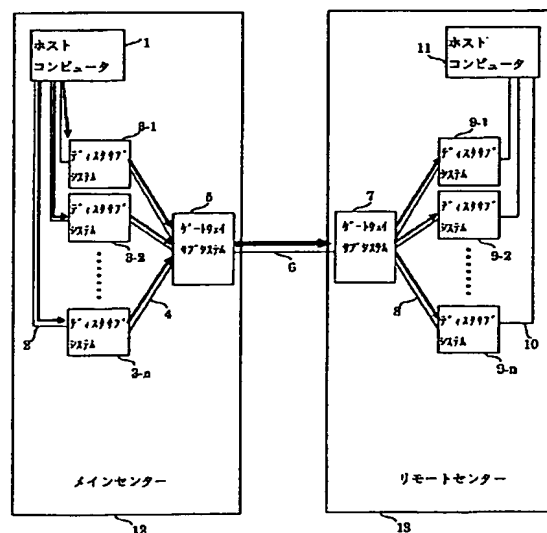 ホスト
コンピュータ
1
ディスクサブ
システム
3-1
ディスクサブ
システム
3-2
ディスクサブ
システム
3-n
2
4
ゲートウェイ
サブシステム
5
6
メインセンター
12
ホスト
コンピュータ
11
ゲートウェイ
サブシステム
7
8
ディスクサブ
システム
9-1
ディスクサブ
システム
9-2
ディスクサブ
システム
9-n
10
リモートセンター
13